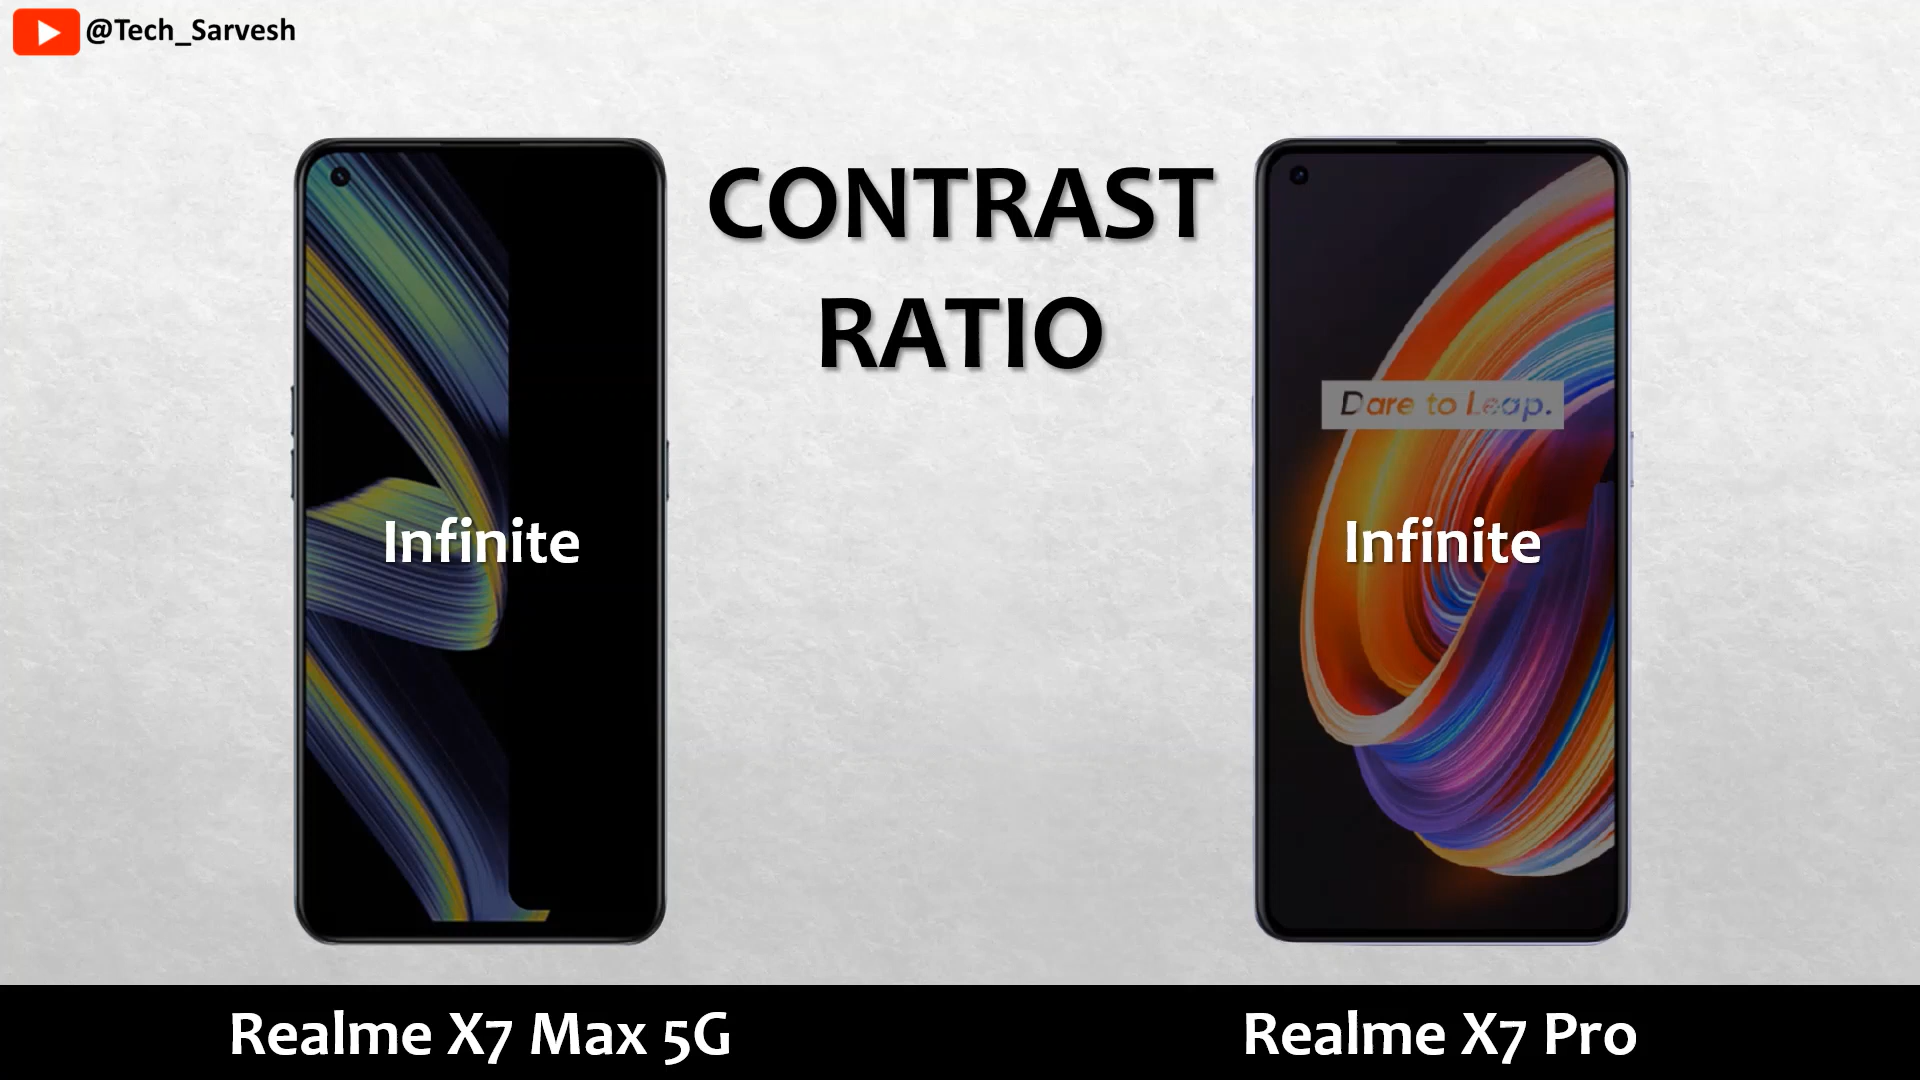 @Tech_Sarvesh
CONTRAST
RATIO
Dare to Leap.
Infinite
Infinite
Realme X7 Max 5G
Realme X7 Pro